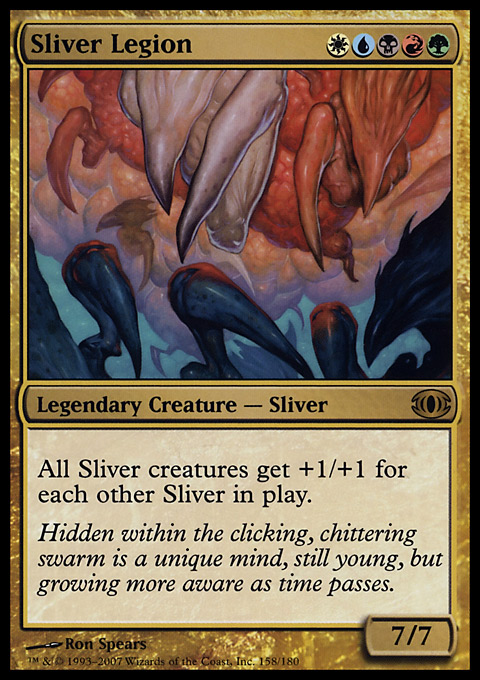 Sliver Legion
Legendary Creature — Sliver
All Sliver creatures get +1/+1 for
each other Sliver in play.
Hidden within the clicking, chittering
swarm is a unique mind, still young, but
growing more aware as time passes.
7/7
Ron Spears
™ & © 1993–2007 Wizards of the Coast, Inc. 158/180